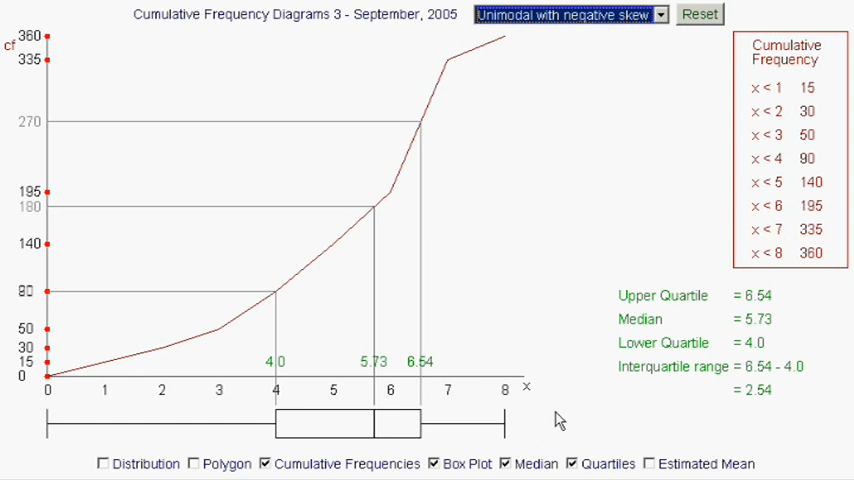 Cumulative Frequency Diagrams 3 - September, 2005
Unimodal with negative skew
Reset
cf
360
335
270
195
180
140
90
50
30
15
0
4.0 5.73 6.54
0 1 2 3 4 5 6 7 8 x
Cumulative
Frequency
x < 1 15
x < 2 30
x < 3 50
x < 4 90
x < 5 140
x < 6 195
x < 7 335
x < 8 360
Upper Quartile = 6.54
Median = 5.73
Lower Quartile = 4.0
Interquartile range = 6.54 - 4.0
= 2.54
Distribution Polygon Cumulative Frequencies Box Plot Median Quartiles Estimated Mean